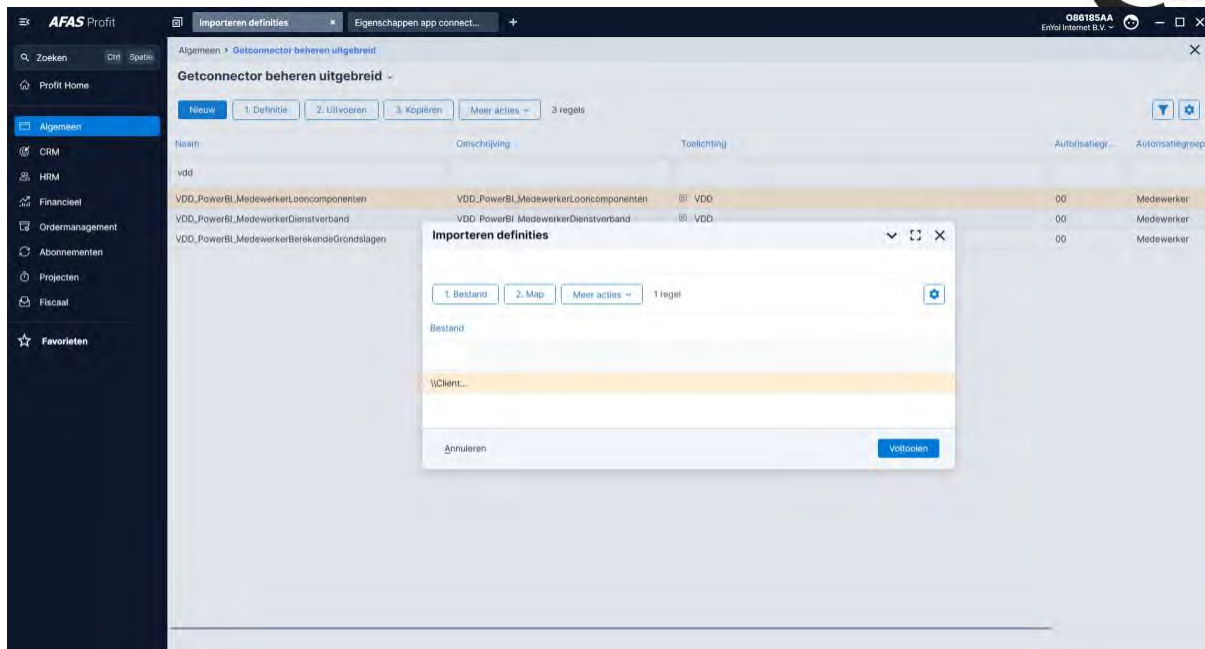 AFAS Profit
Importeren definities
Eigenschappen app connect...
O86185AA
EnYoi Internet B.V.
Zoeken Ctrl Spatie
Profit Home
Algemeen
CRM
HRM
Financieel
Ordermanagement
Abonnementen
Projecten
Fiscaal
Favorieten
Algemeen > Getconnector beheren uitgebreid
Getconnector beheren uitgebreid
Nieuw 1. Definitie 2. Uitvoeren 3. Kopiëren Meer acties 3 regels
Naam Omschrijving Toelichting Autorisatiegr... Autorisatiegroep
vdd
VDD_PowerBI_MedewerkerLooncomponenten VDD_PowerBI_MedewerkerLooncomponenten VDD 00 Medewerker
VDD_PowerBI_MedewerkerDienstverband VDD_PowerBI_MedewerkerDienstverband VDD 00 Medewerker
VDD_PowerBI_MedewerkerBerekendeGrondslagen 00 Medewerker
Importeren definities
1. Bestand 2. Map Meer acties 1 regel
Bestand
\\Client...
Annuleren Voltooien